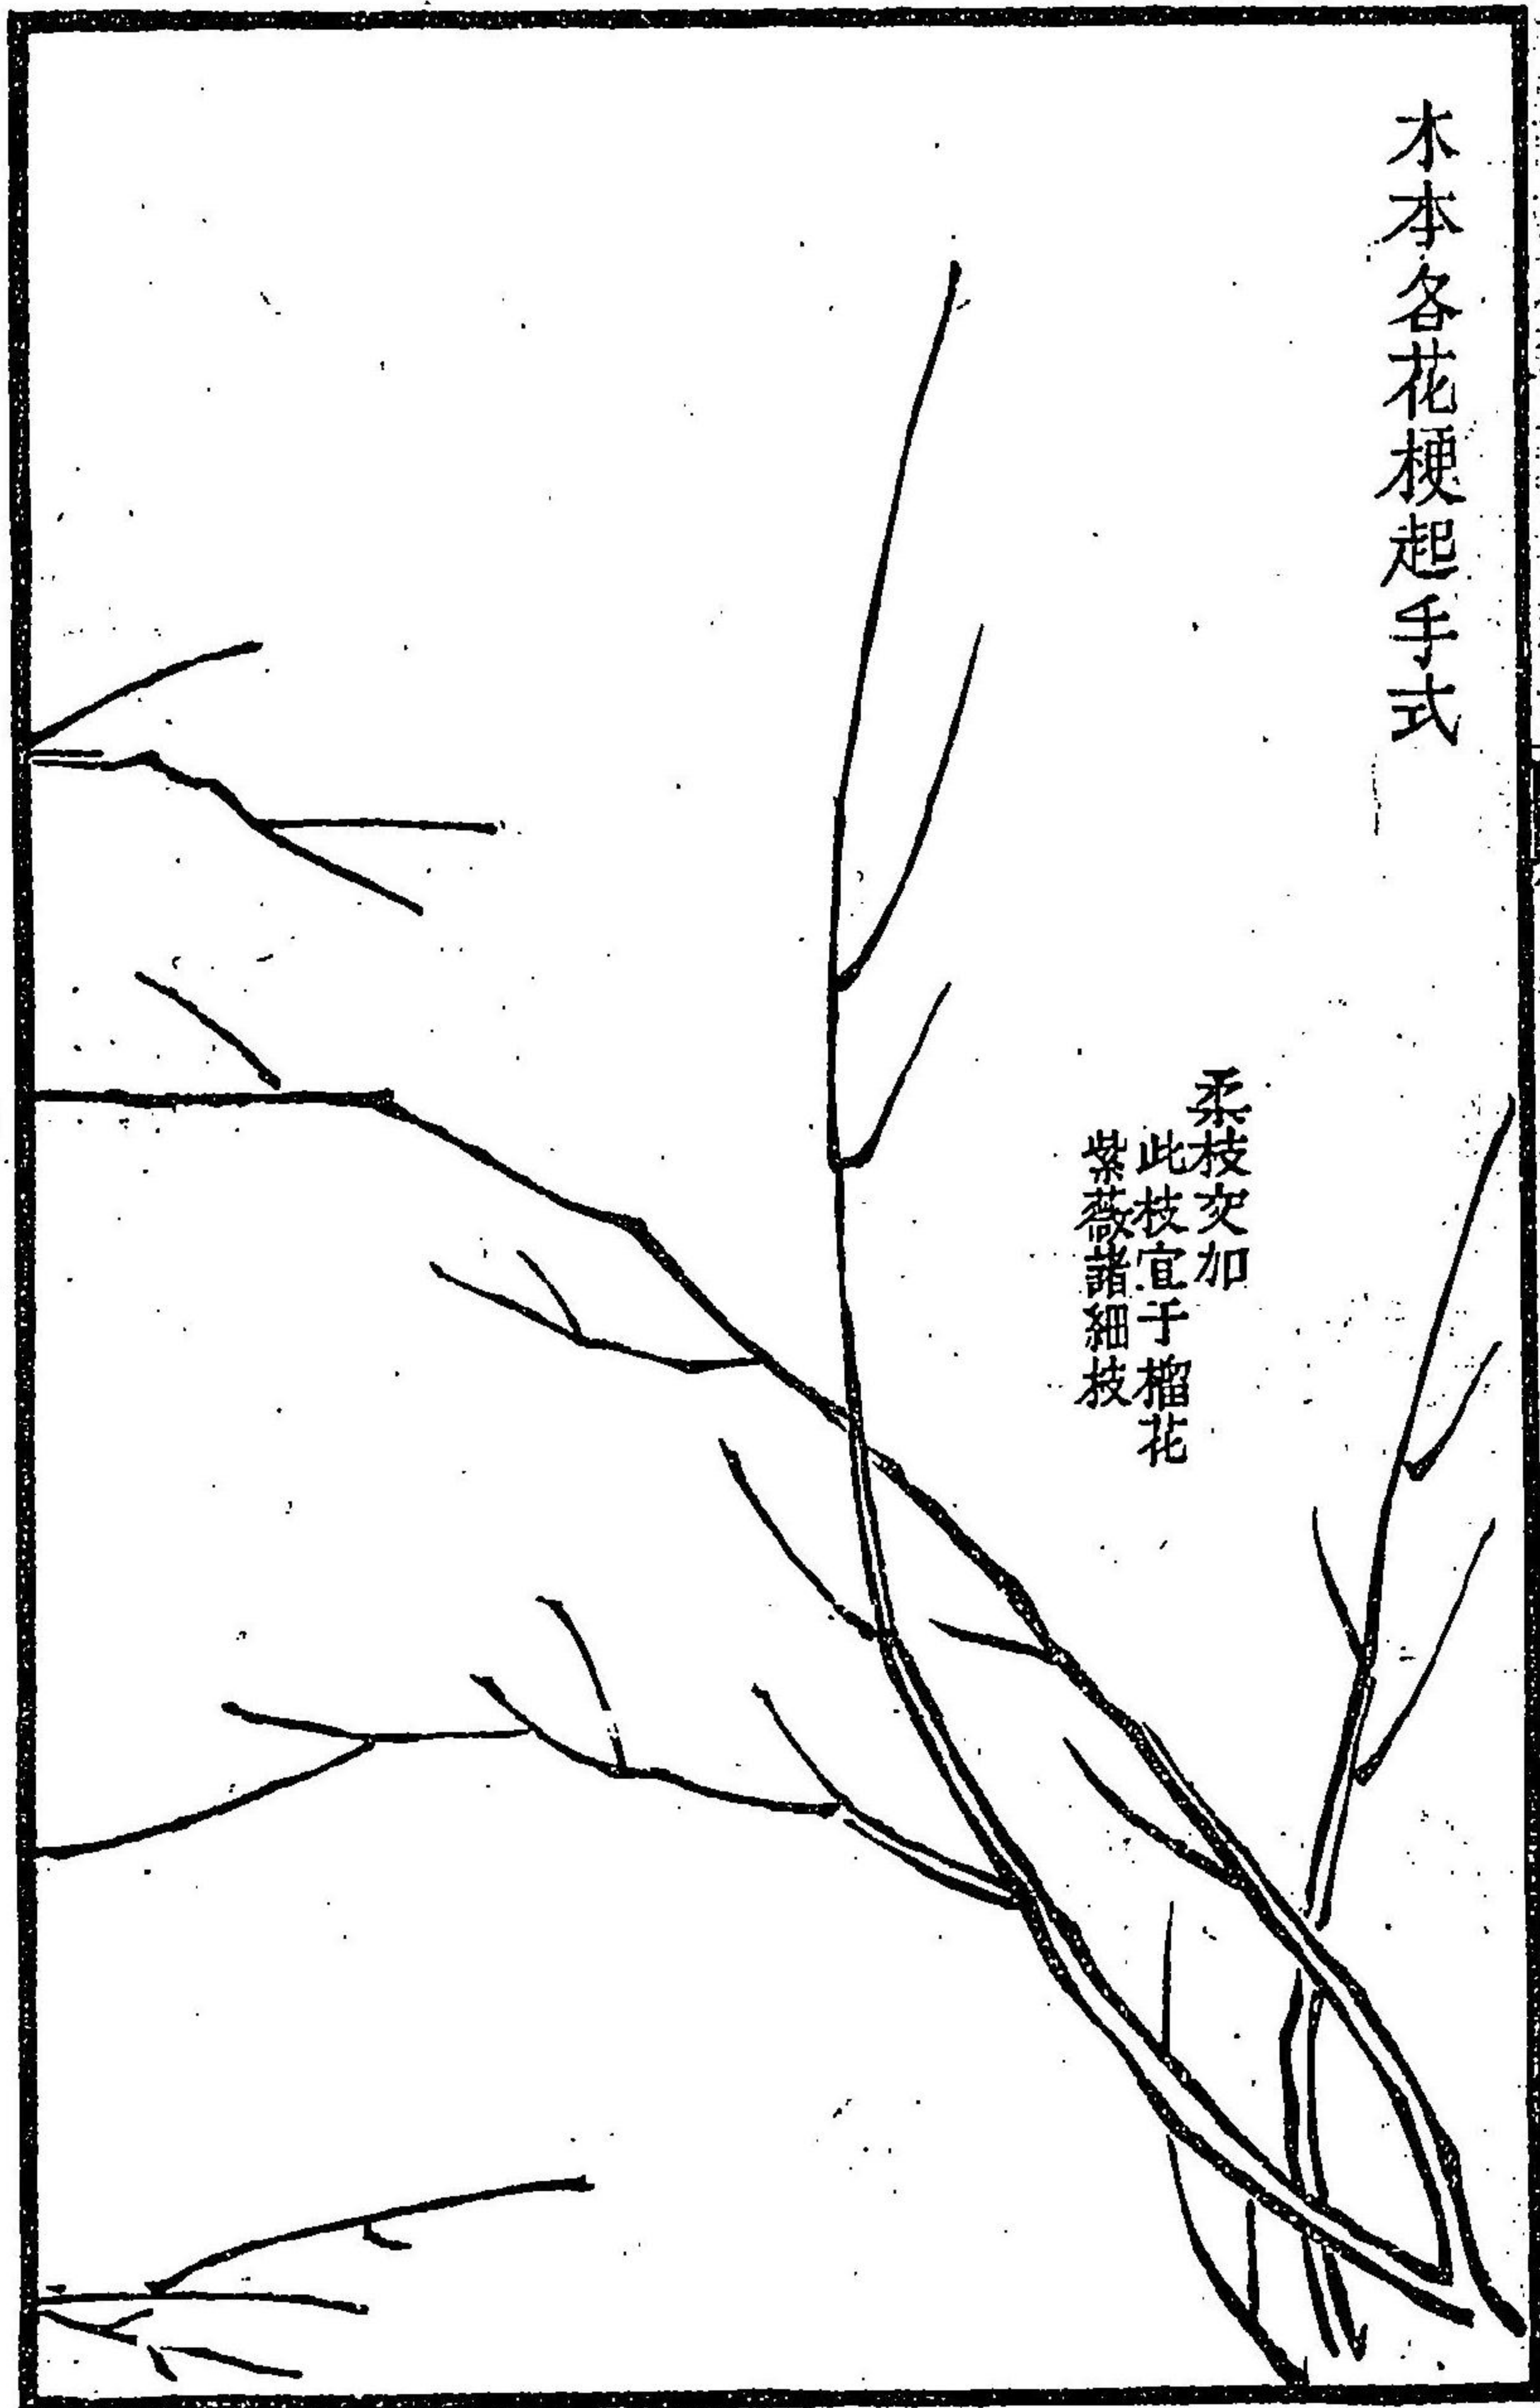 木本各花梗起手式
柔枝交加
此枝宜于榴花
紫薇諸細枝